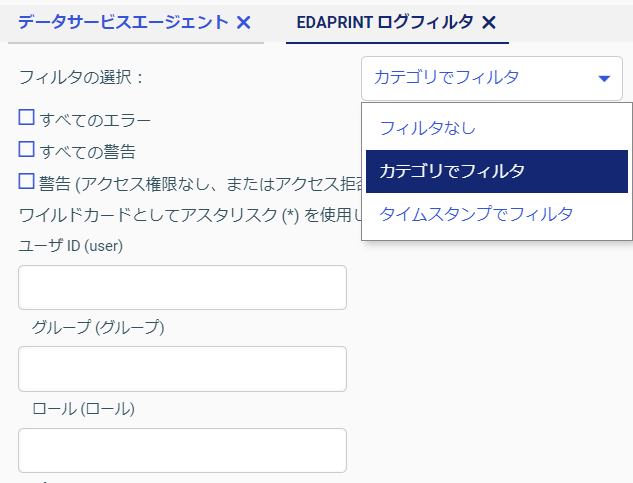 データサービスエージェント ×
EDAPRINT ログフィルタ ×
フィルタの選択：
カテゴリでフィルタ
フィルタなし
カテゴリでフィルタ
タイムスタンプでフィルタ
すべてのエラー
すべての警告
警告 (アクセス権限なし、またはアクセス拒
ワイルドカードとしてアスタリスク (*) を使用し
ユーザ ID (user)
グループ (グループ)
ロール (ロール)